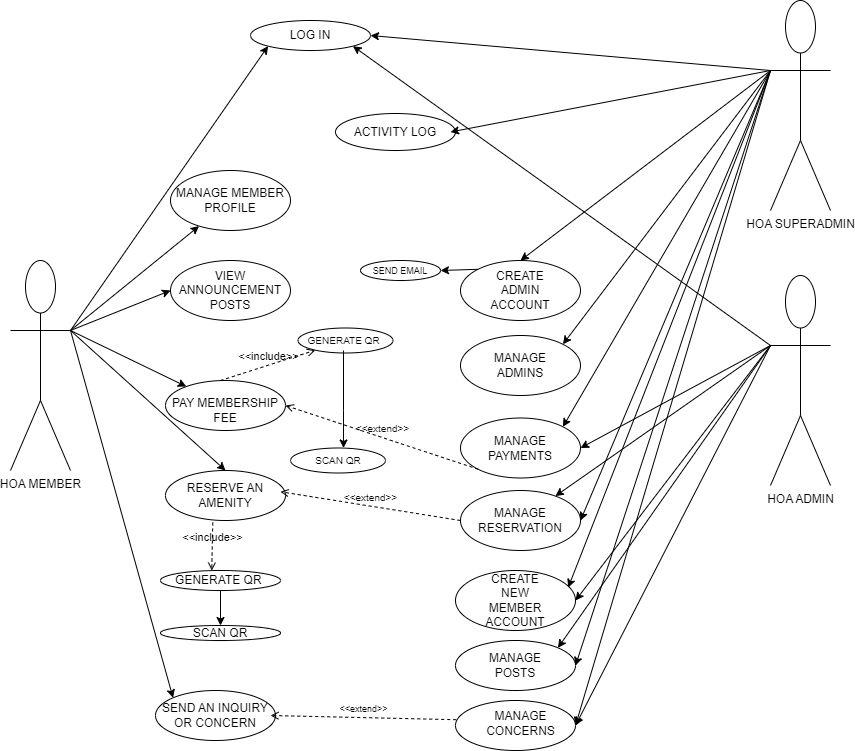 LOG IN
ACTIVITY LOG
MANAGE MEMBER
PROFILE
HOA SUPERADMIN
VIEW
ANNOUNCEMENT
POSTS
SEND EMAIL
CREATE
ADMIN
ACCOUNT
GENERATE QR
<<include>>
MANAGE
ADMINS
PAY MEMBERSHIP
FEE
<<extend>>
MANAGE
PAYMENTS
SCAN QR
HOA MEMBER
RESERVE AN
AMENITY
<<extend>>
HOA ADMIN
MANAGE
RESERVATION
<<include>>
GENERATE QR
CREATE
NEW
MEMBER
ACCOUNT
SCAN QR
MANAGE
POSTS
SEND AN INQUIRY
OR CONCERN
<<extend>>
MANAGE
CONCERNS